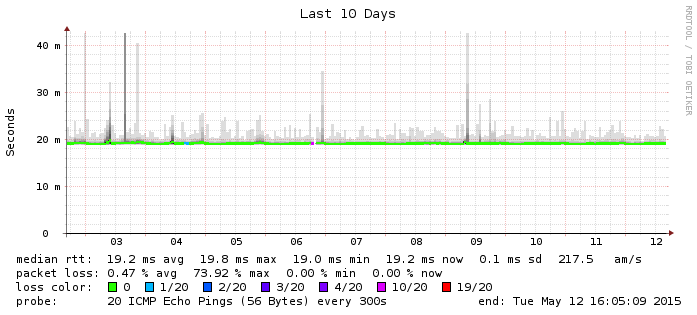 Last 10 Days
RRDTOOL / TOBI OETIKER
Seconds
40 m
30 m
20 m
10 m
0
03 04 05 06 07 08 09 10 11 12
median rtt: 19.2 ms avg 19.8 ms max 19.0 ms min 19.2 ms now 0.1 ms sd 217.5 am/s
packet loss: 0.47 % avg 73.92 % max 0.00 % min 0.00 % now
loss color: 0 1/20 2/20 3/20 4/20 10/20 19/20
probe: 20 ICMP Echo Pings (56 Bytes) every 300s end: Tue May 12 16:05:09 2015